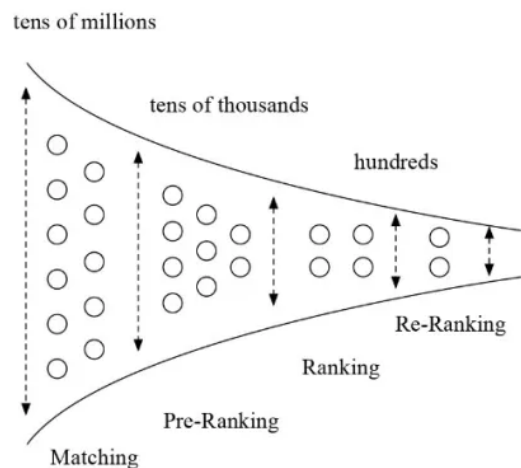 tens of millions
tens of thousands
hundreds
Re-Ranking
Ranking
Pre-Ranking
Matching